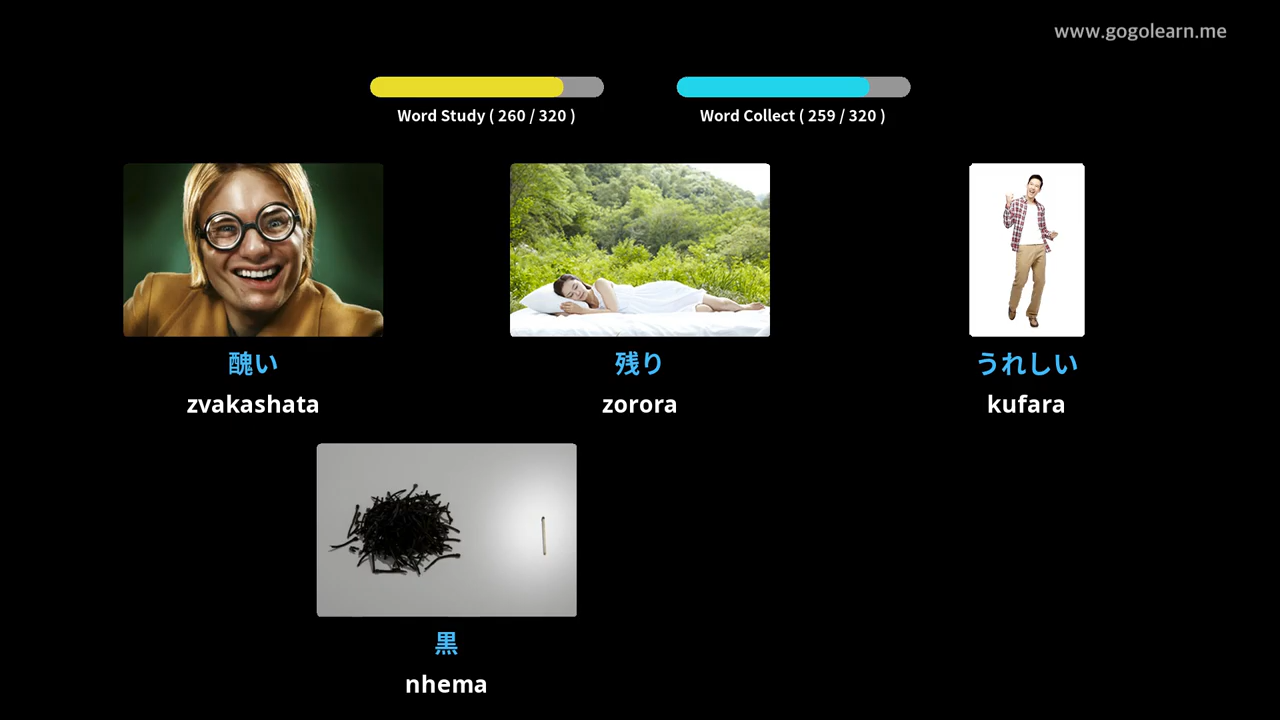 www.gogolearn.me
Word Study ( 260 / 320 )
Word Collect ( 259 / 320 )
醜い
zvakashata
残り
zorora
うれしい
kufara
黒
nhema